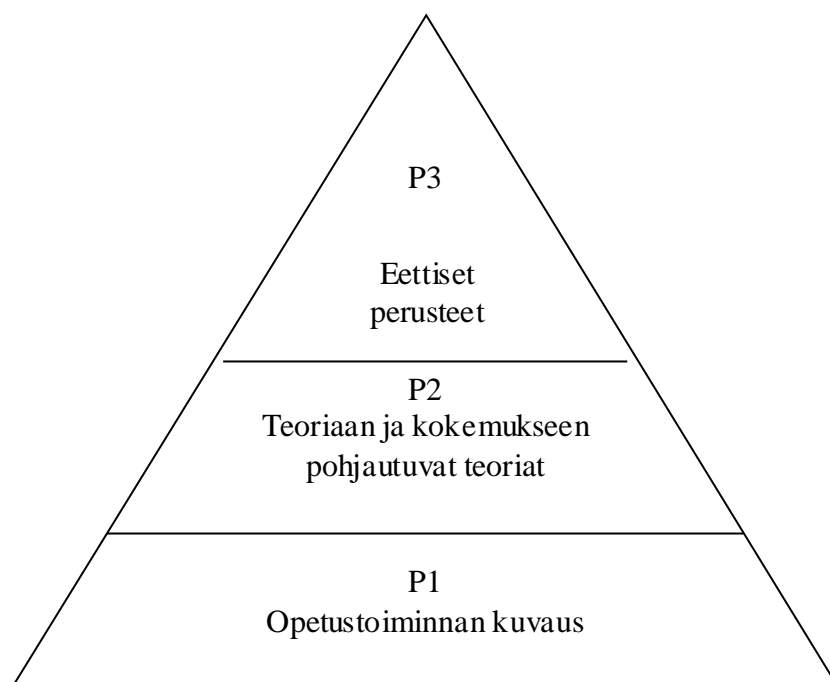 P3
Eettiset
perusteet
P2
Teoriaan ja kokemukseen
pohjautuvat teoriat
P1
Opetustoiminnan kuvaus